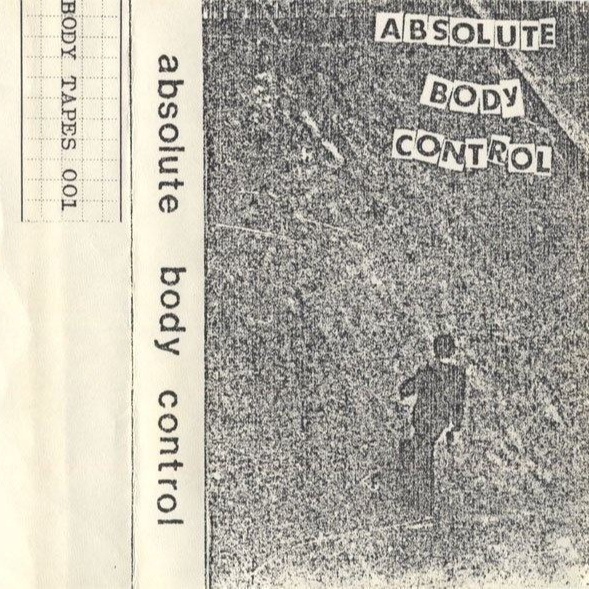 BODY TAPES 001
absolute body control
ABSOLUTE
BODY
CONTROL